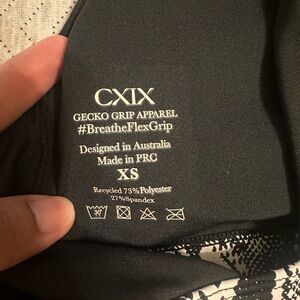 CXIX
GECKO GRIP APPAREL
#BreatheFlexGrip
Designed in Australia
Made in PRC
XS
Recycled 73% Polyester
27% Spandex